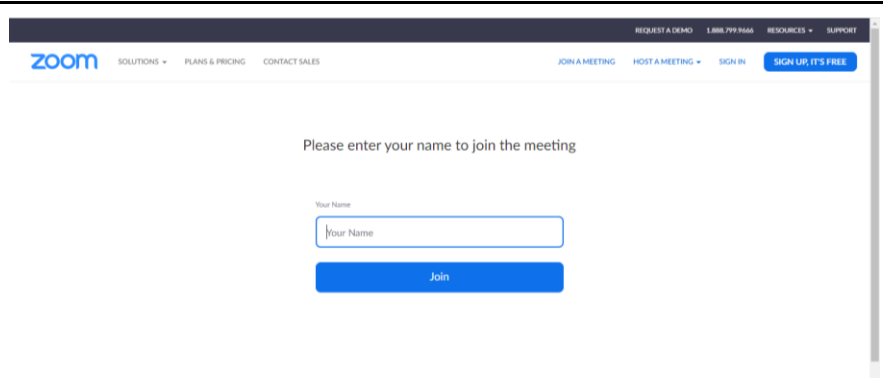 REQUEST A DEMO 1.888.799.9666 RESOURCES SUPPORT
zoom SOLUTIONS PLANS & PRICING CONTACT SALES JOIN A MEETING HOST A MEETING SIGN IN SIGN UP, IT'S FREE
Please enter your name to join the meeting
Your Name
Your Name
Join